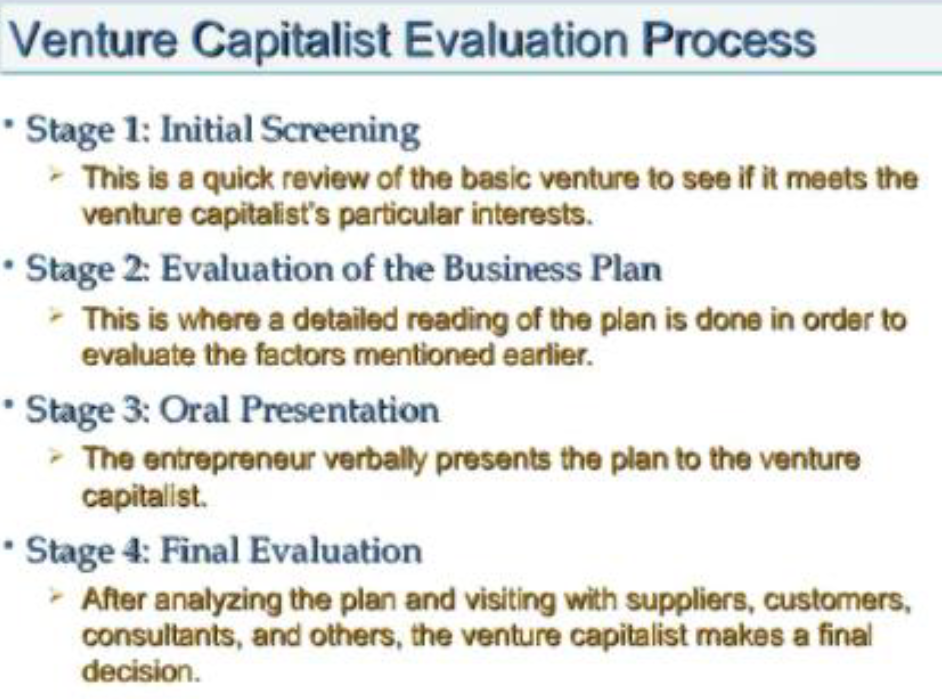 Venture Capitalist Evaluation Process
• Stage 1: Initial Screening
➢ This is a quick review of the basic venture to see if it meets the
venture capitalist's particular interests.
• Stage 2: Evaluation of the Business Plan
➢ This is where a detailed reading of the plan is done in order to
evaluate the factors mentioned earlier.
• Stage 3: Oral Presentation
➢ The entrepreneur verbally presents the plan to the venture
capitalist.
• Stage 4: Final Evaluation
➢ After analyzing the plan and visiting with suppliers, customers,
consultants, and others, the venture capitalist makes a final
decision.